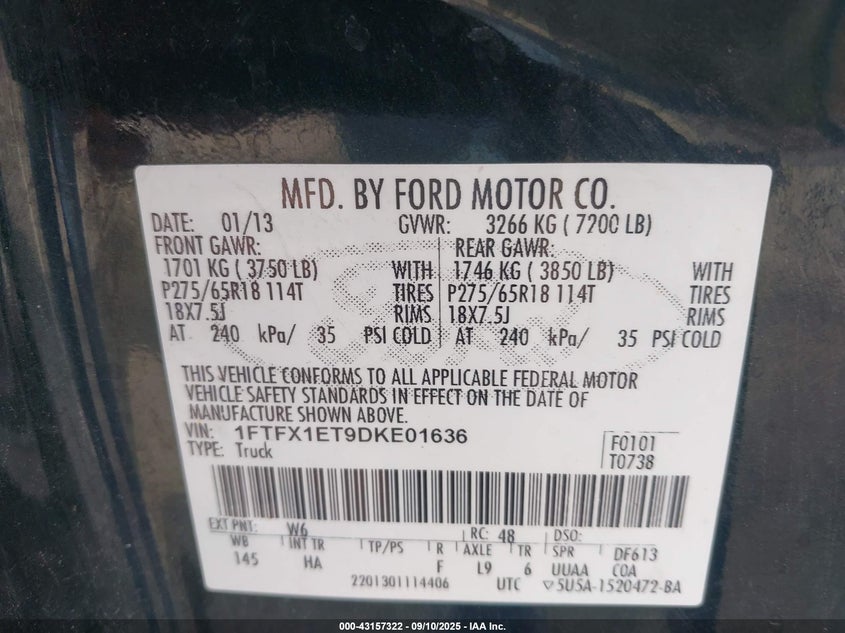 MFD. BY FORD MOTOR CO.
DATE: 01/13 GVWR: 3266 KG ( 7200 LB)
FRONT GAWR: REAR GAWR:
1701 KG ( 3750 LB) WITH 1746 KG ( 3850 LB) WITH
P275/65R18 114T TIRES P275/65R18 114T TIRES
18X7.5J RIMS 18X7.5J RIMS
AT 240 kPa/ 35 PSI COLD AT 240 kPa/ 35 PSI COLD
THIS VEHICLE CONFORMS TO ALL APPLICABLE FEDERAL MOTOR
VEHICLE SAFETY STANDARDS IN EFFECT ON THE DATE OF
MANUFACTURE SHOWN ABOVE.
VIN: 1FTFX1ET9DKE01636
TYPE: Truck
F0101
T0738
EXT PNT: W6 RC: 48 DSO:
WB INT TR TP/PS R AXLE TR SPR DF613
145 HA F L9 6 UUAA COA
2201301114406 UTC ▽5U5A-1520472-BA
000-43157322 — 09/10/2025 — IAA Inc.